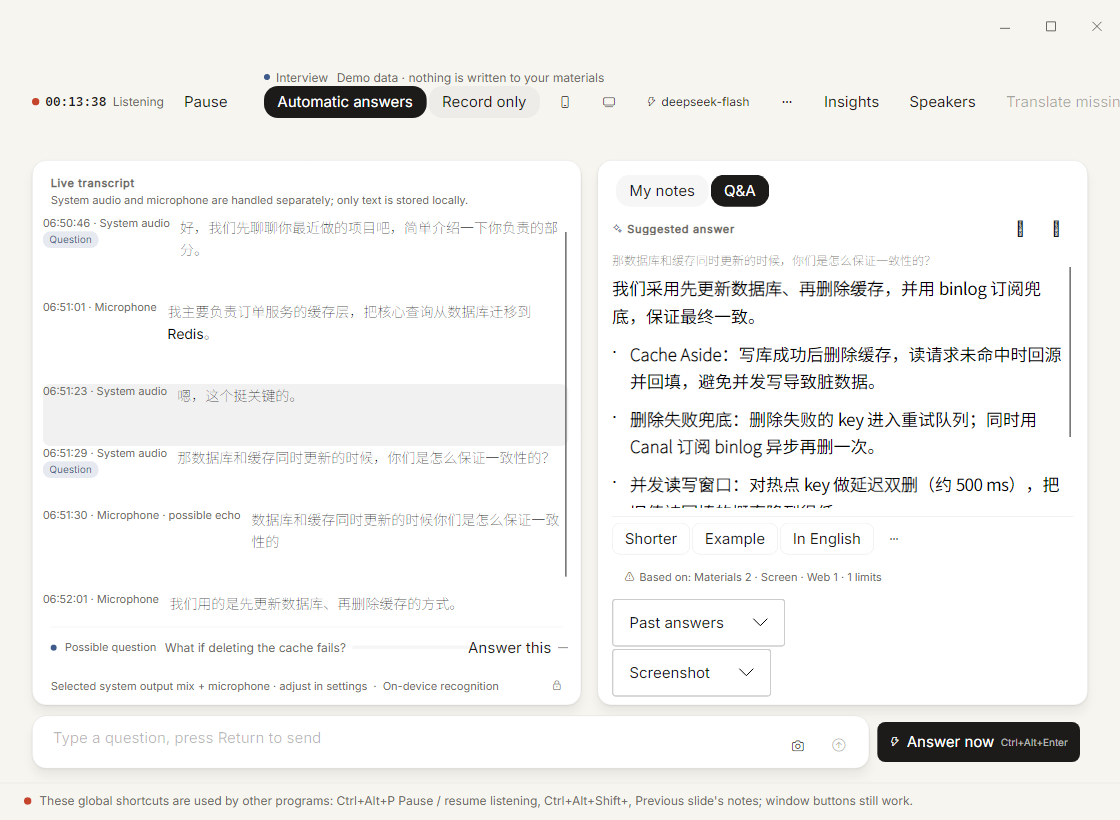 Interview Demo data · nothing is written to your materials
00:13:38 Listening Pause Automatic answers Record only deepseek-flash ··· Insights Speakers Translate missin
Live transcript
System audio and microphone are handled separately; only text is stored locally.
06:50:46 · System audio
Question
好，我们先聊聊你最近做的项目吧，简单介绍一下你负责的部
分。
06:51:01 · Microphone
我主要负责订单服务的缓存层，把核心查询从数据库迁移到
Redis。
06:51:23 · System audio
嗯，这个挺关键的。
06:51:29 · System audio
Question
那数据库和缓存同时更新的时候，你们是怎么保证一致性的？
06:51:30 · Microphone · possible echo
数据库和缓存同时更新的时候你们是怎么保证一致
性的
06:52:01 · Microphone
我们用的是先更新数据库、再删除缓存的方式。
Possible question What if deleting the cache fails? Answer this
Selected system output mix + microphone · adjust in settings · On-device recognition
My notes Q&A
Suggested answer
那数据库和缓存同时更新的时候，你们是怎么保证一致性的？
我们采用先更新数据库、再删除缓存，并用 binlog 订阅兜
底，保证最终一致。
· Cache Aside：写库成功后删除缓存，读请求未命中时回源
并回填，避免并发写导致脏数据。
· 删除失败兜底：删除失败的 key 进入重试队列；同时用
Canal 订阅 binlog 异步再删一次。
· 并发读写窗口：对热点 key 做延迟双删（约 500 ms），把
Shorter Example In English ···
Based on: Materials 2 · Screen · Web 1 · 1 limits
Past answers
Screenshot
Type a question, press Return to send
Answer now Ctrl+Alt+Enter
These global shortcuts are used by other programs: Ctrl+Alt+P Pause / resume listening, Ctrl+Alt+Shift+, Previous slide's notes; window buttons still work.